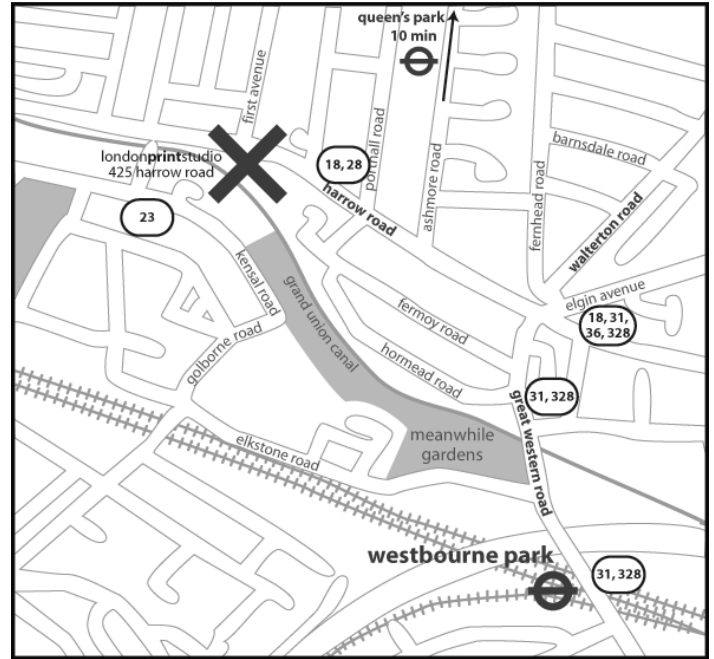 queen's park
10 min
first avenue
porthall road
ashmore road
fernhead road
barnsdale road
walterton road
londonprintstudio
425 harrow road
18, 28
harrow road
23
kensal road
grand union canal
elgin avenue
18, 31,
36, 328
fermoy road
golborne road
hormead road
31, 328
great western road
elkstone road
meanwhile
gardens
westbourne park
31, 328